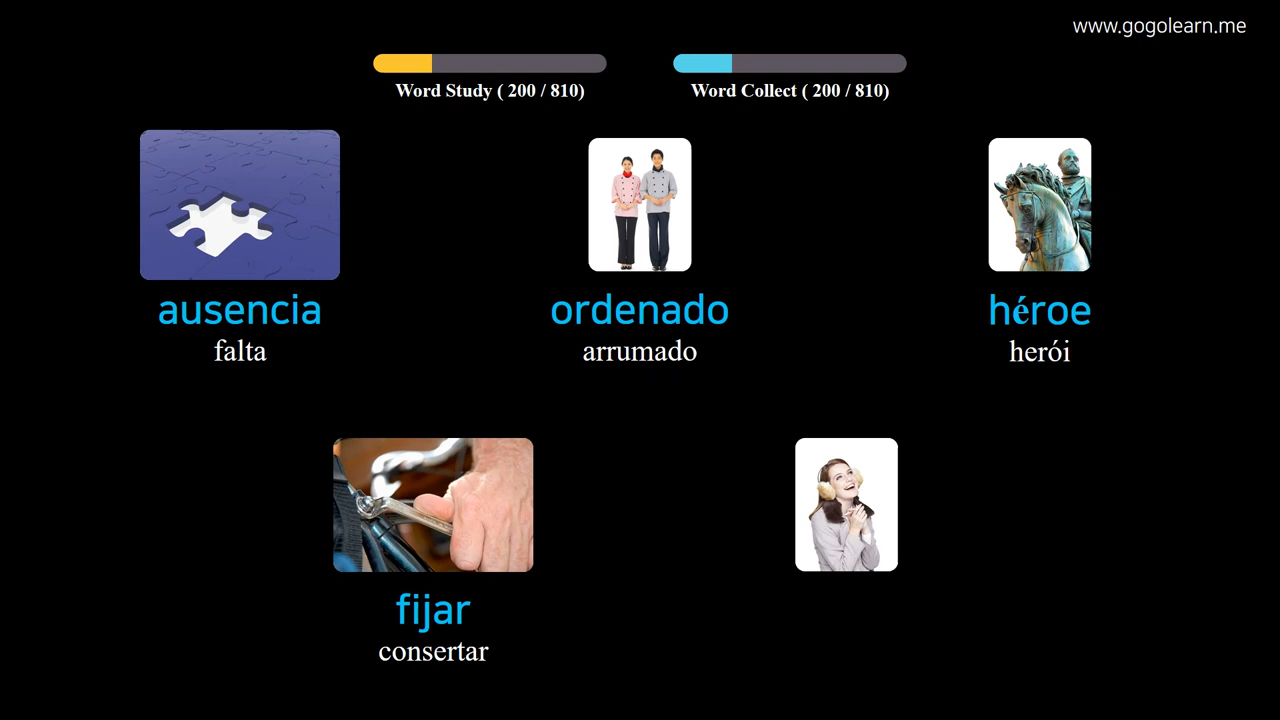 www.gogolearn.me
Word Study ( 200 / 810)
Word Collect ( 200 / 810)
ausencia
falta
ordenado
arrumado
héroe
herói
fijar
consertar